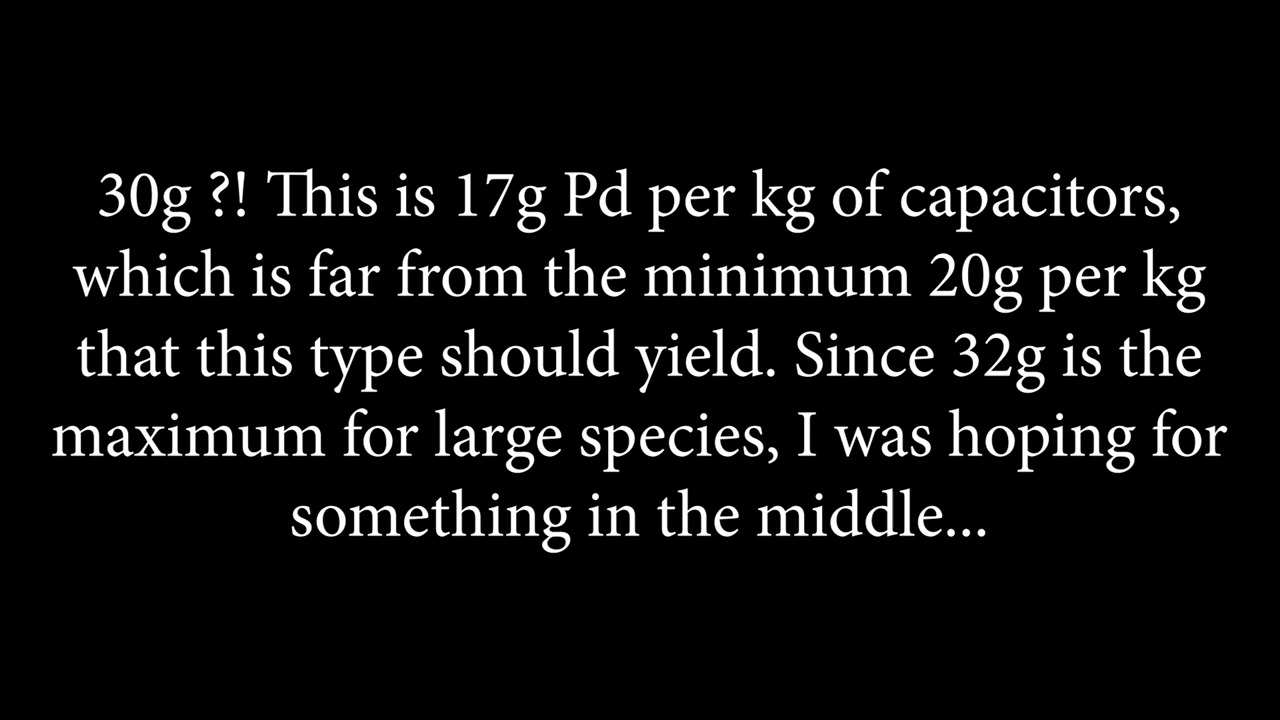 30g ?! This is 17g Pd per kg of capacitors,
which is far from the minimum 20g per kg
that this type should yield. Since 32g is the
maximum for large species, I was hoping for
something in the middle...